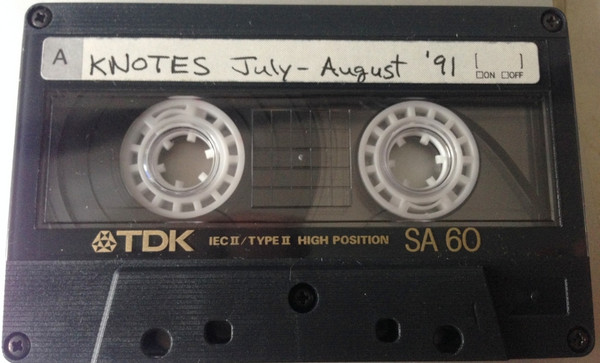 A KNOTES July-August '91 [ ]
ON OFF
TDK IEC II/TYPE II HIGH POSITION SA 60